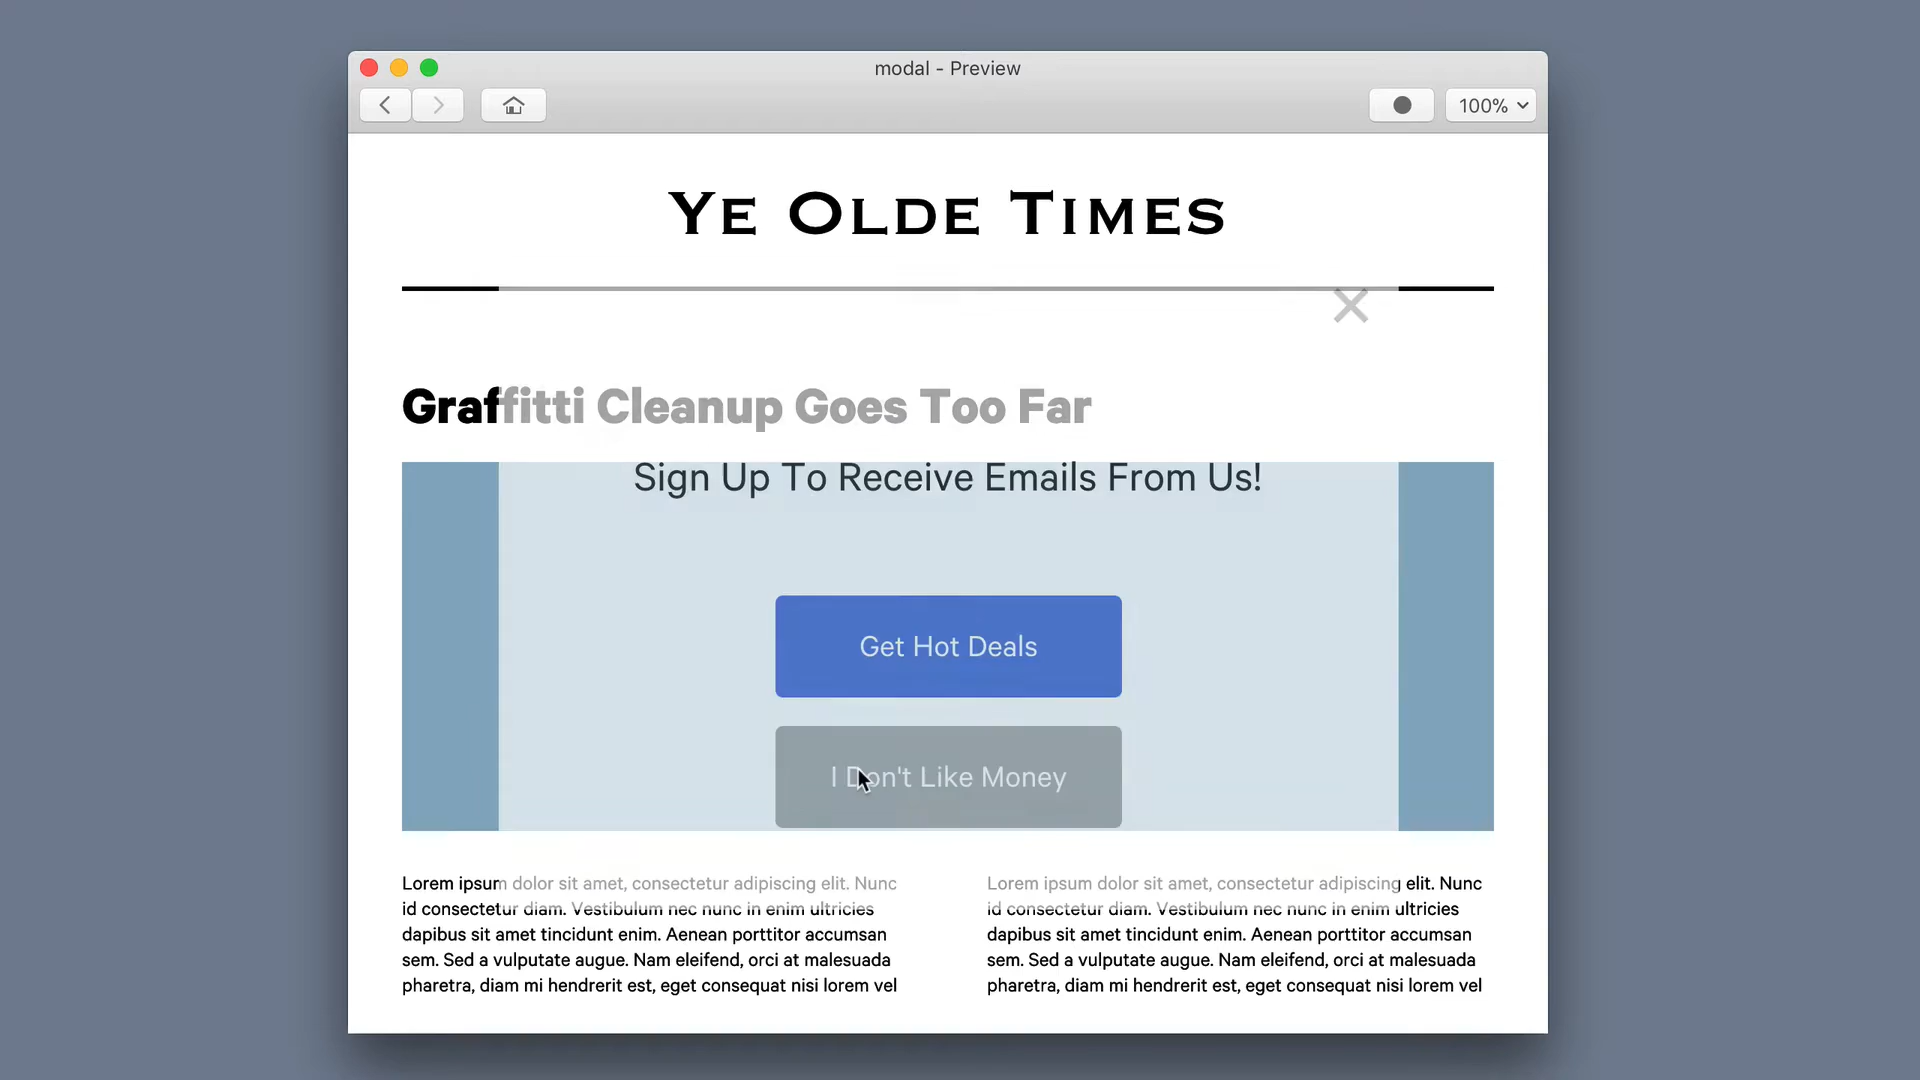 modal - Preview
100%
Ye Olde Times
Graffitti Cleanup Goes Too Far
Sign Up To Receive Emails From Us!
Get Hot Deals
I Don't Like Money
Lorem ipsum dolor sit amet, consectetur adipiscing elit. Nunc
id consectetur diam. Vestibulum nec nunc in enim ultricies
dapibus sit amet tincidunt enim. Aenean porttitor accumsan
sem. Sed a vulputate augue. Nam eleifend, orci at malesuada
pharetra, diam mi hendrerit est, eget consequat nisi lorem vel
Lorem ipsum dolor sit amet, consectetur adipiscing elit. Nunc
id consectetur diam. Vestibulum nec nunc in enim ultricies
dapibus sit amet tincidunt enim. Aenean porttitor accumsan
sem. Sed a vulputate augue. Nam eleifend, orci at malesuada
pharetra, diam mi hendrerit est, eget consequat nisi lorem vel